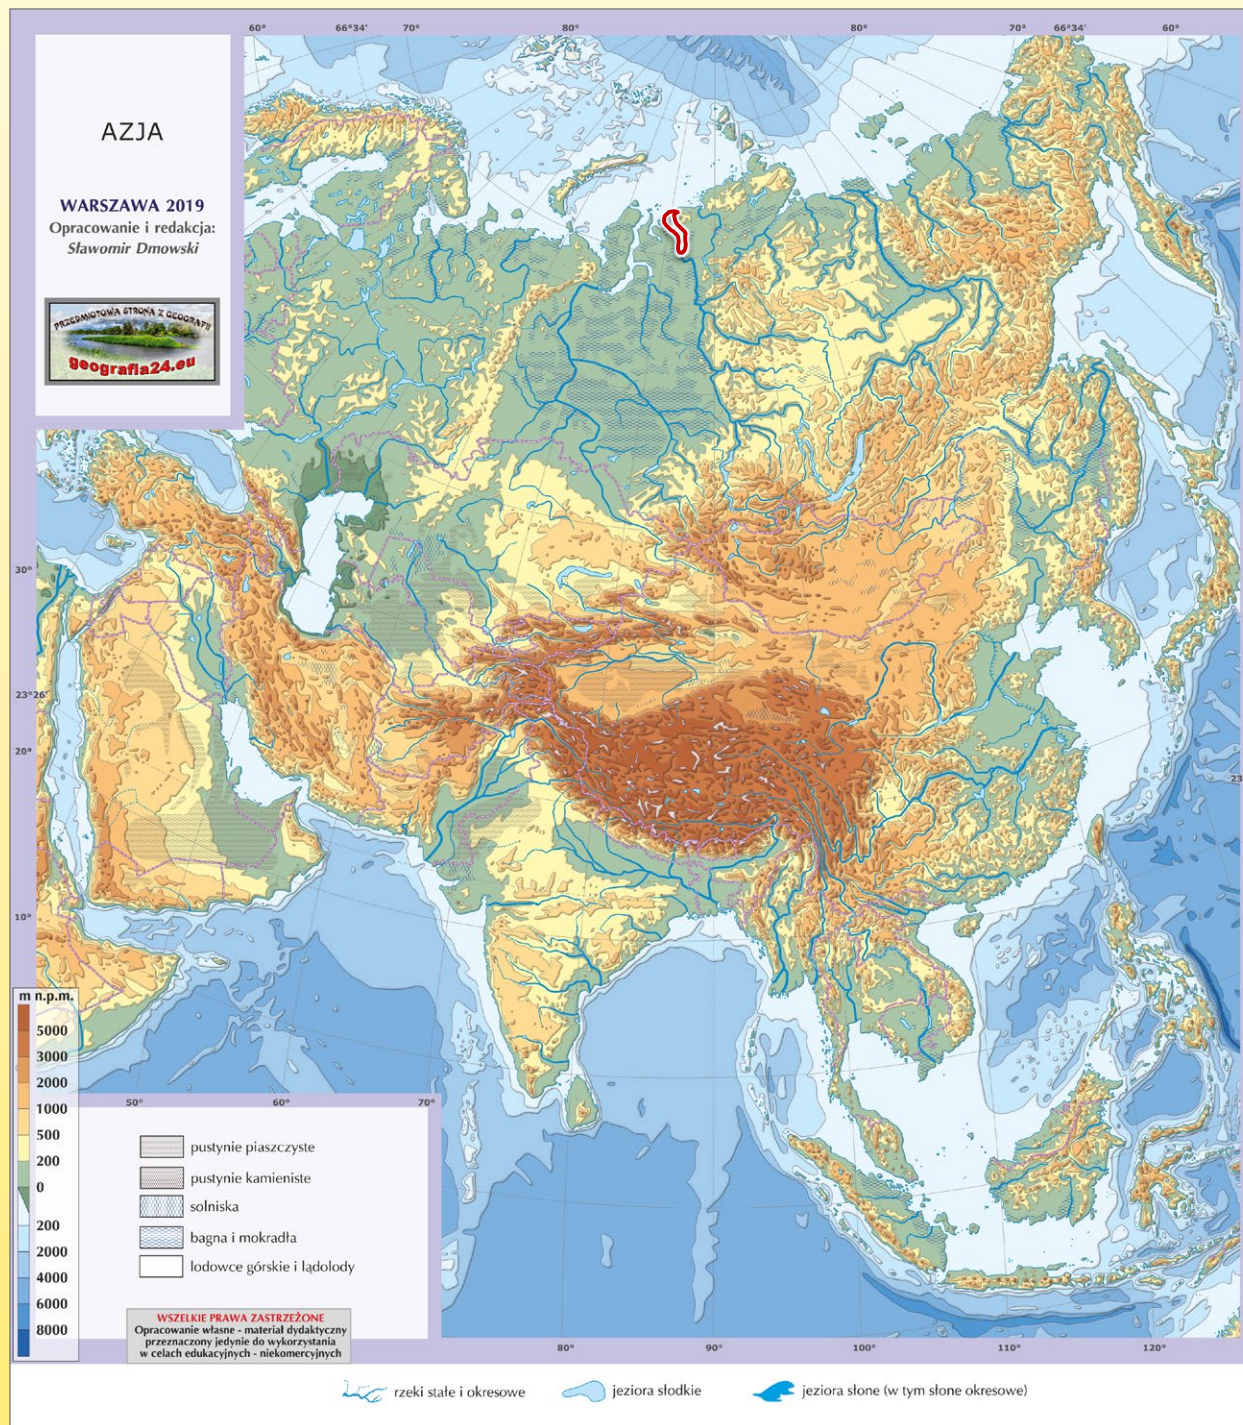 60° 66°34' 70° 80° 80° 70° 66°34' 60°
AZJA
WARSZAWA 2019
Opracowanie i redakcja:
Sławomir Dmowski
PRZEDMIOTOWA STRONA Z GEOGRAFII
geografia24.eu
30°
23°26'
20°
23
10°
m n.p.m.
5000
3000
2000
1000
500
200
0
200
2000
4000
6000
8000
50° 60° 70°
pustynie piaszczyste
pustynie kamieniste
solniska
bagna i mokradła
lodowce górskie i lądolody
WSZELKIE PRAWA ZASTRZEŻONE
Opracowanie własne - materiał dydaktyczny
przeznaczony jedynie do wykorzystania
w celach edukacyjnych - niekomercyjnych
80° 90° 100° 110° 120°
rzeki stałe i okresowe
jeziora słodkie
jeziora słone (w tym słone okresowe)